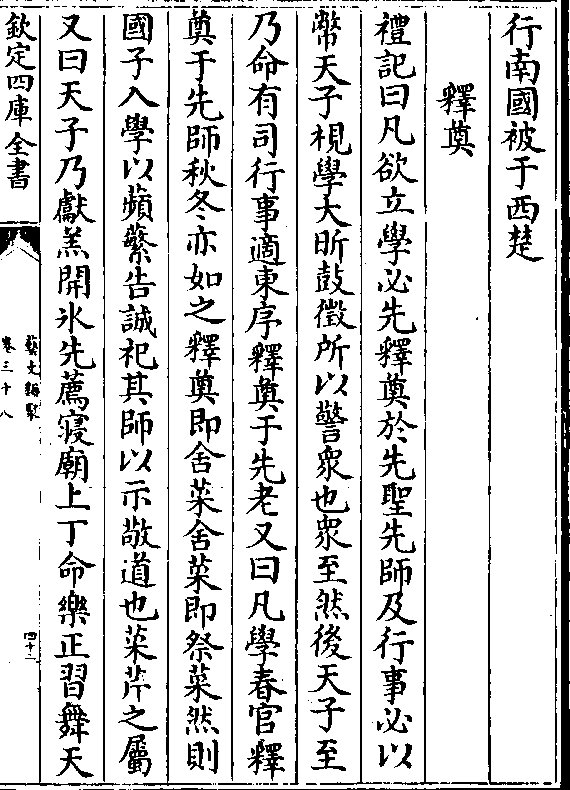 行南國被于西楚
釋奠
禮記曰凡欲立學必先釋奠於先聖先師及行事必以
幣天子視學大昕鼓徵所以警衆也衆至然後天子至
乃命有司行事適東序釋奠于先老又曰凡學春官釋
奠于先師秋冬亦如之釋奠即舍菜舍菜即祭菜然則
國子入學以蘋蘩告誠祀其師以示敬道也菜芹之屬
又曰天子乃獻羔開氷先薦寢廟上丁命樂正習舞天
欽定四庫全書
藝文類聚
卷三十八
四十二